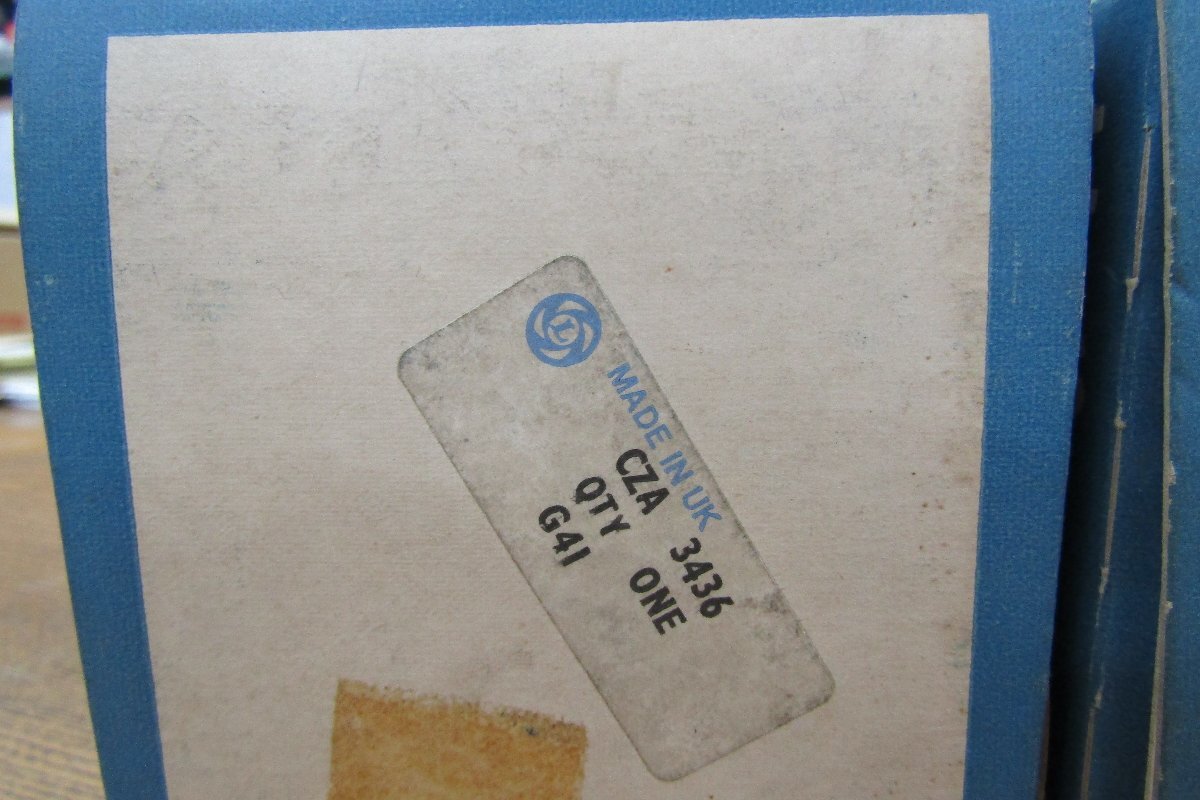 L
MADE IN UK
CZA 3436
QTY ONE
G41